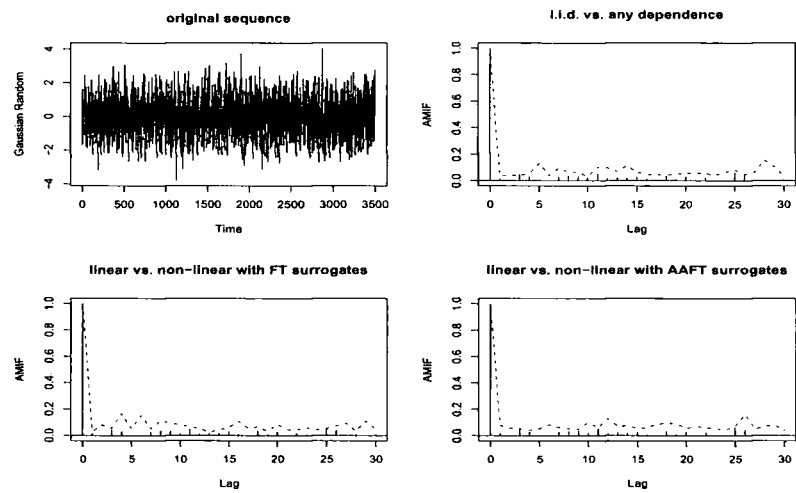 original sequence
Gaussian Random
4
2
0
-2
-4
0 500 1000 1500 2000 2500 3000 3500
Time
i.i.d. vs. any dependence
AMIF
1.0
0.8
0.6
0.4
0.2
0.0
0 5 10 15 20 25 30
Lag
linear vs. non-linear with FT surrogates
AMIF
1.0
0.8
0.6
0.4
0.2
0.0
0 5 10 15 20 25 30
Lag
linear vs. non-linear with AAFT surrogates
AMIF
1.0
0.8
0.6
0.4
0.2
0.0
0 5 10 15 20 25 30
Lag